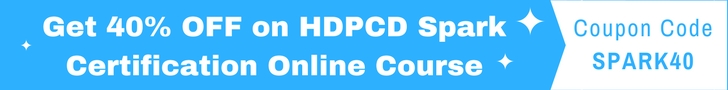 Get 40% OFF on HDPCD Spark
Certification Online Course
Coupon Code
SPARK40